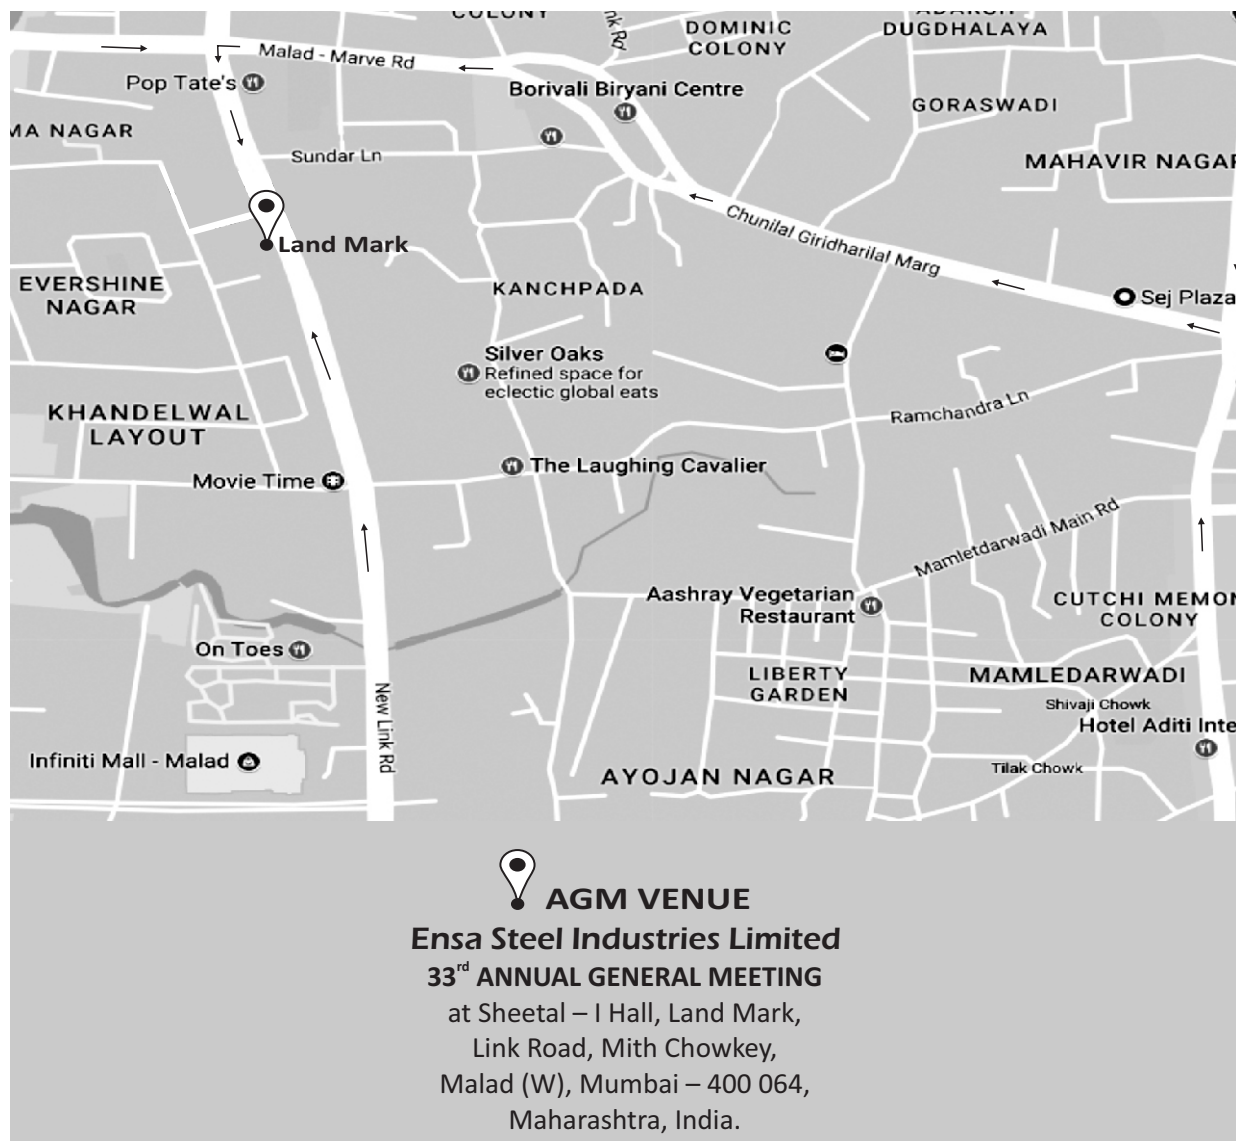 COLONY
nk Rd
DOMINIC
COLONY
ADARSH
DUGDHALAYA
Malad - Marve Rd
Pop Tate's
Borivali Biryani Centre
GORASWADI
MA NAGAR
Sundar Ln
MAHAVIR NAGAR
Chunilal Giridharilal Marg
Land Mark
EVERSHINE
NAGAR
KANCHPADA
Sej Plaza
Silver Oaks
Refined space for
eclectic global eats
KHANDELWAL
LAYOUT
Ramchandra Ln
Movie Time
The Laughing Cavalier
Mamletdarwadi Main Rd
Aashray Vegetarian
Restaurant
CUTCHI MEMON
COLONY
On Toes
LIBERTY
GARDEN
MAMLEDARWADI
Shivaji Chowk
Hotel Aditi Inte
New Link Rd
Infiniti Mall - Malad
AYOJAN NAGAR
Tilak Chowk
AGM VENUE
Ensa Steel Industries Limited
33rd ANNUAL GENERAL MEETING
at Sheetal – I Hall, Land Mark,
Link Road, Mith Chowkey,
Malad (W), Mumbai – 400 064,
Maharashtra, India.